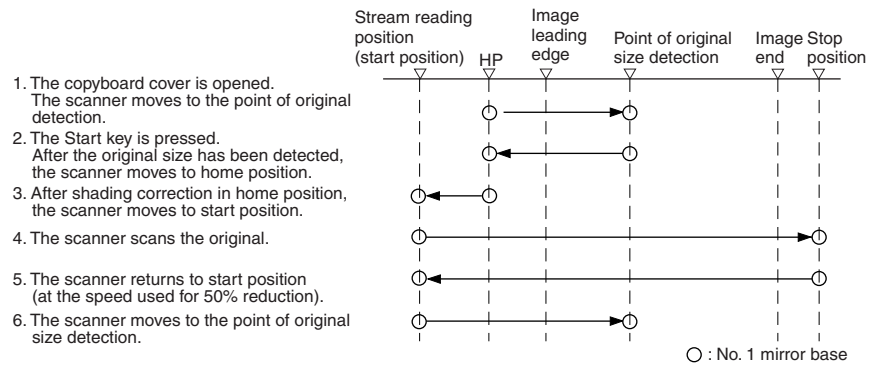 Stream reading
position
(start position)
HP
Image
leading
edge
Point of original
size detection
Image
end
Stop
position
1. The copyboard cover is opened.
The scanner moves to the point of original
detection.
2. The Start key is pressed.
After the original size has been detected,
the scanner moves to home position.
3. After shading correction in home position,
the scanner moves to start position.
4. The scanner scans the original.
5. The scanner returns to start position
(at the speed used for 50% reduction).
6. The scanner moves to the point of original
size detection.
: No. 1 mirror base